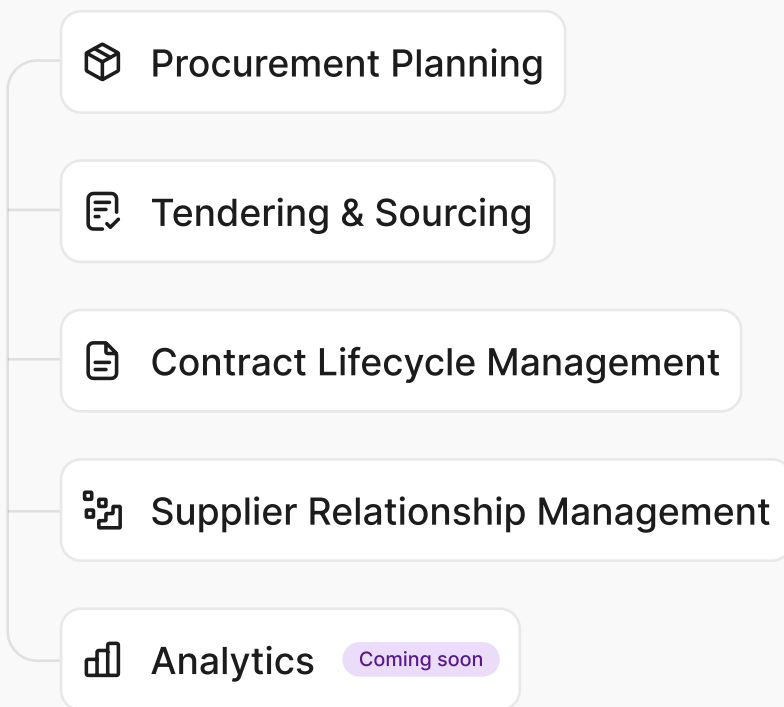 Procurement Planning
Tendering & Sourcing
Contract Lifecycle Management
Supplier Relationship Management
Analytics Coming soon